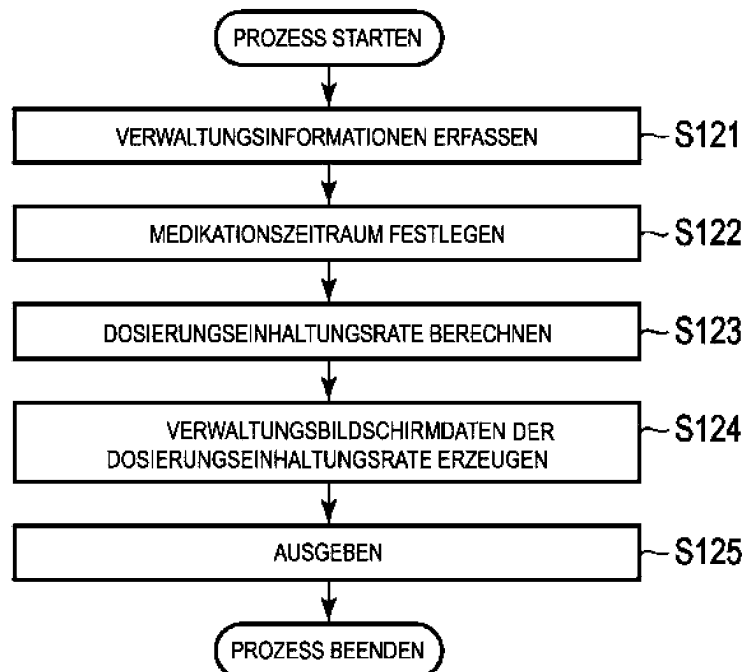 PROZESS STARTEN
VERWALTUNGSINFORMATIONEN ERFASSEN
S121
MEDIKATIONSZEITRAUM FESTLEGEN
S122
DOSIERUNGSEINHALTUNGSRATE BERECHNEN
S123
VERWALTUNGSBILDSCHIRMDATEN DER
DOSIERUNGSEINHALTUNGSRATE ERZEUGEN
S124
AUSGEBEN
S125
PROZESS BEENDEN